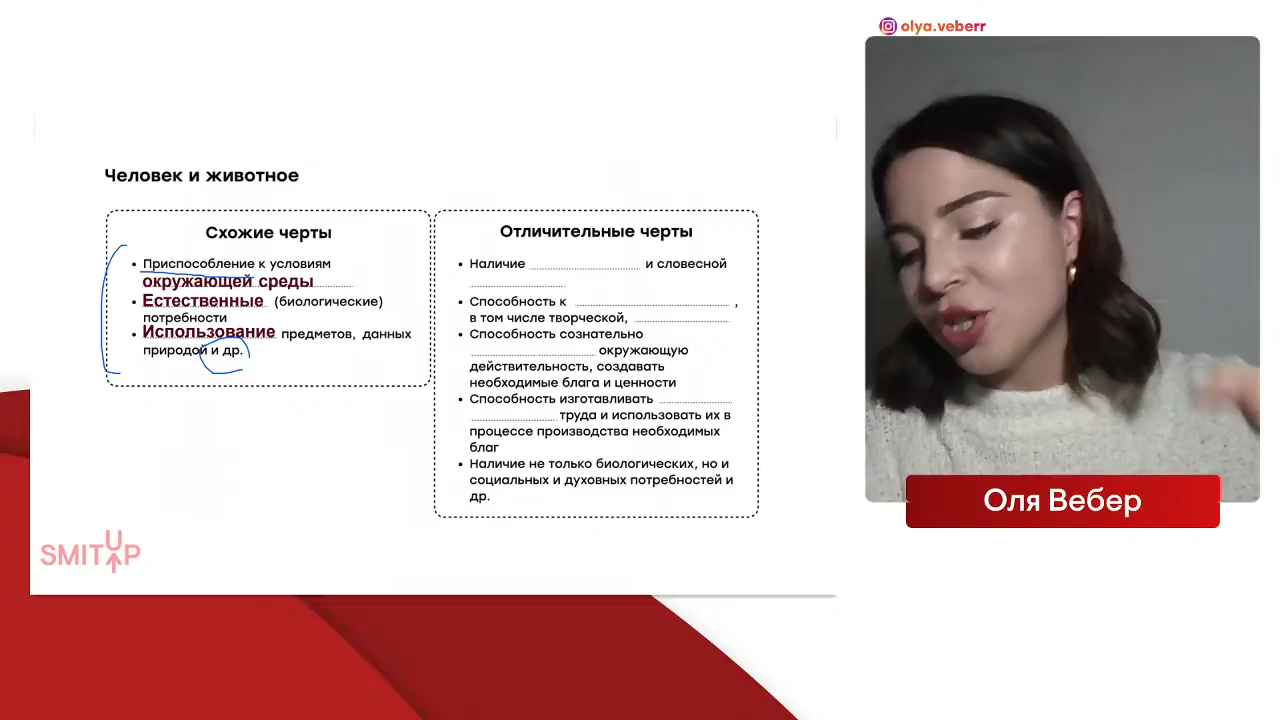 olya.veberr
Человек и животное
Схожие черты
• Приспособление к условиям
окружающей среды
• Естественные (биологические)
потребности
• Использование предметов, данных
природой и др.
Отличительные черты
• Наличие и словесной
• Способность к ,
в том числе творческой,
• Способность сознательно
окружающую
действительность, создавать
необходимые блага и ценности
• Способность изготавливать
труда и использовать их в
процессе производства необходимых
благ
• Наличие не только биологических, но и
социальных и духовных потребностей и
др.
SMITUP
Оля Вебер